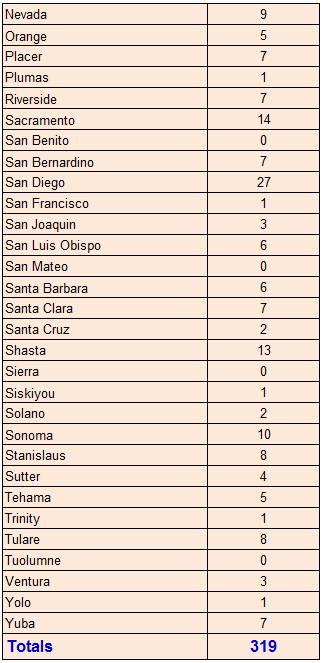 Nevada 9
Orange 5
Placer 7
Plumas 1
Riverside 7
Sacramento 14
San Benito 0
San Bernardino 7
San Diego 27
San Francisco 1
San Joaquin 3
San Luis Obispo 6
San Mateo 0
Santa Barbara 6
Santa Clara 7
Santa Cruz 2
Shasta 13
Sierra 0
Siskiyou 1
Solano 2
Sonoma 10
Stanislaus 8
Sutter 4
Tehama 5
Trinity 1
Tulare 8
Tuolumne 0
Ventura 3
Yolo 1
Yuba 7
Totals 319